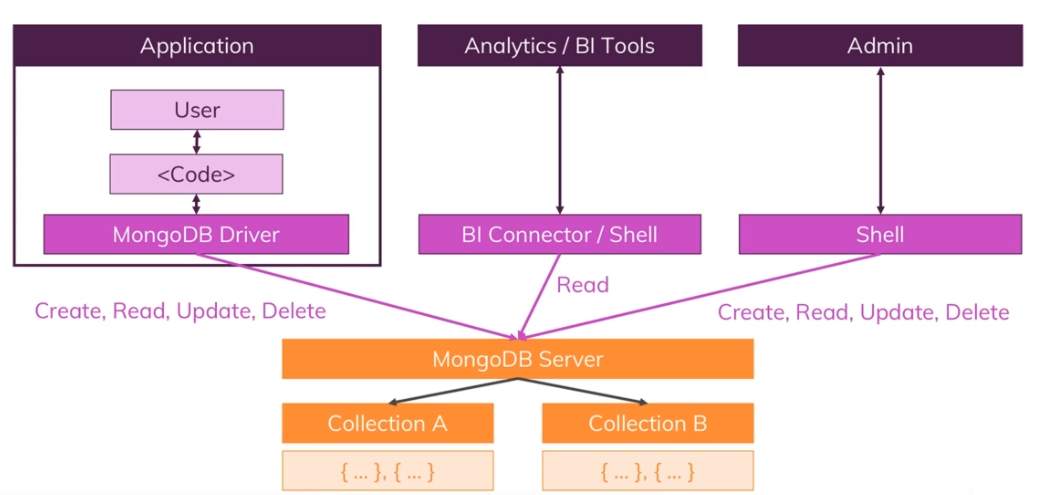 Application
Analytics / BI Tools
Admin
User
<Code>
MongoDB Driver
BI Connector / Shell
Shell
Read
Create, Read, Update, Delete
Create, Read, Update, Delete
MongoDB Server
Collection A
Collection B
{ ... }, { ... }
{ ... }, { ... }